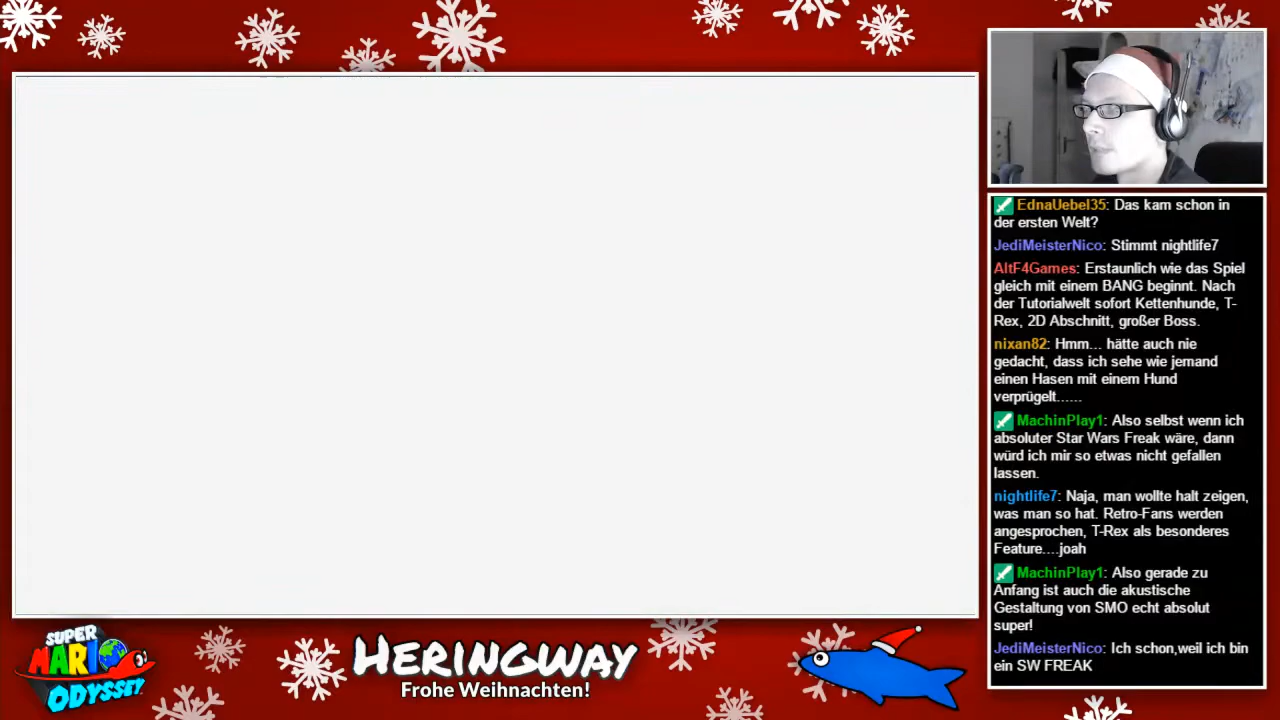 EdnaUebel35: Das kam schon in
der ersten Welt?
JediMeisterNico: Stimmt nightlife7
AltF4Games: Erstaunlich wie das Spiel
gleich mit einem BANG beginnt. Nach
der Tutorialwelt sofort Kettenhunde, T-
Rex, 2D Abschnitt, großer Boss.
nixan82: Hmm... hätte auch nie
gedacht, dass ich sehe wie jemand
einen Hasen mit einem Hund
verprügelt......
MachinPlay1: Also selbst wenn ich
absoluter Star Wars Freak wäre, dann
würd ich mir so etwas nicht gefallen
lassen.
nightlife7: Naja, man wollte halt zeigen,
was man so hat. Retro-Fans werden
angesprochen, T-Rex als besonderes
Feature....joah
MachinPlay1: Also gerade zu
Anfang ist auch die akustische
Gestaltung von SMO echt absolut
super!
JediMeisterNico: Ich schon,weil ich bin
ein SW FREAK
SUPER
MARIO
ODYSSEY
HERINGWAY
Frohe Weihnachten!